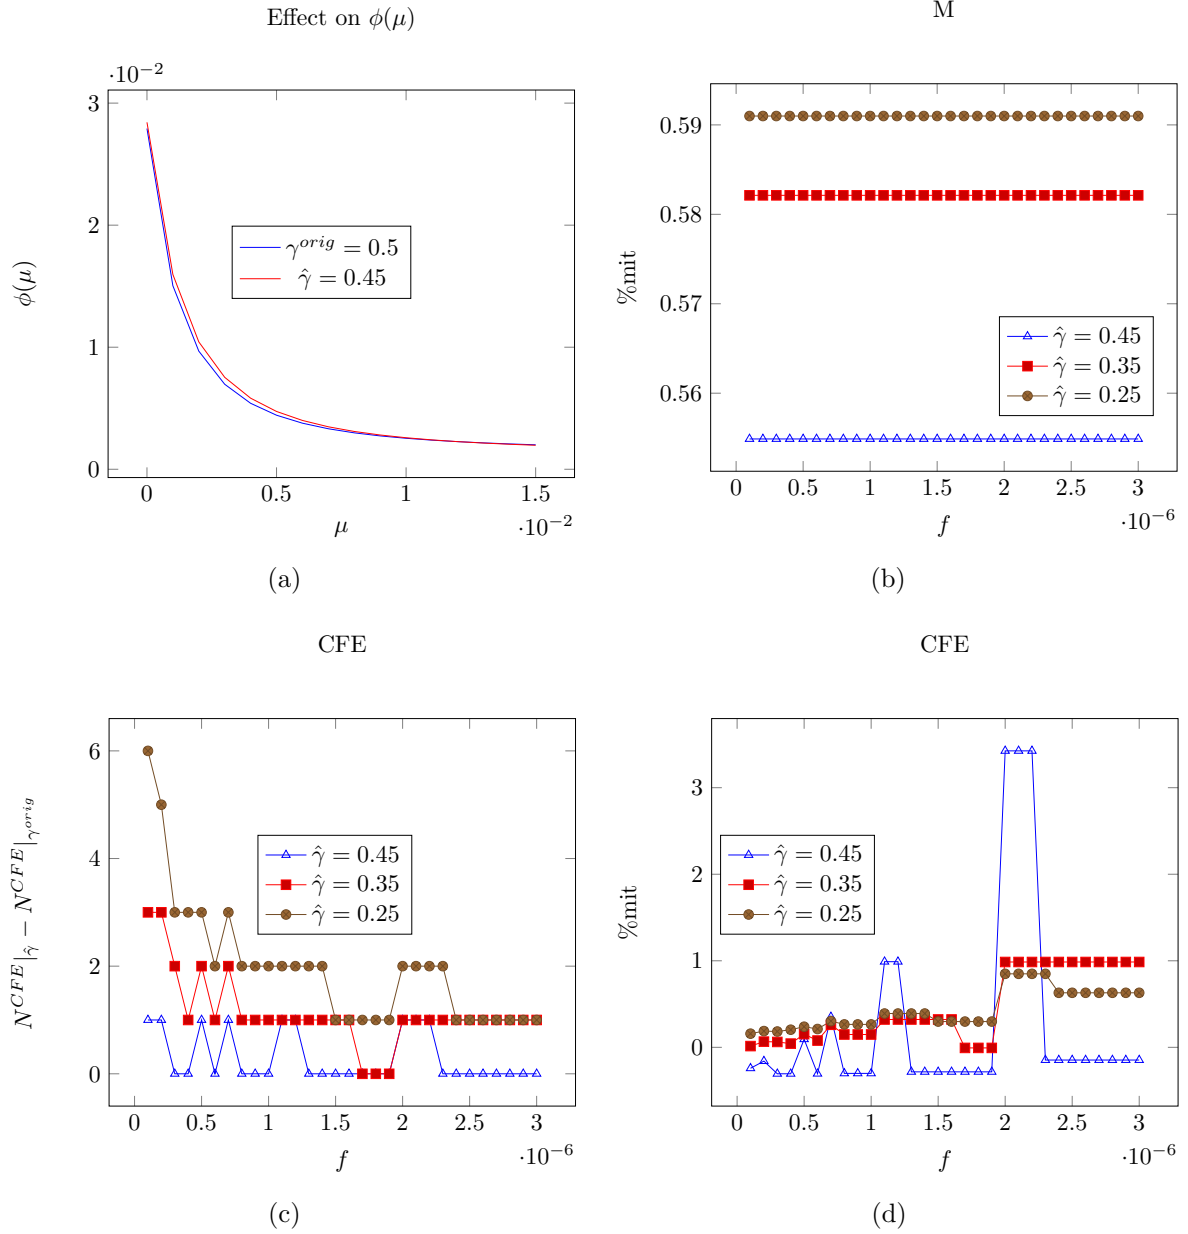 Effect on ϕ(μ)
·10⁻²
3
2
1
0
ϕ(μ)
γ^{orig} = 0.5
γ̂ = 0.45
0 0.5 1 1.5
·10⁻²
μ
(a)
M
0.59
0.58
0.57
0.56
%mit
γ̂ = 0.45
γ̂ = 0.35
γ̂ = 0.25
0 0.5 1 1.5 2 2.5 3
·10⁻⁶
f
(b)
CFE
6
4
2
0
N^{CFE}|_{γ̂} − N^{CFE}|_{γ^{orig}}
γ̂ = 0.45
γ̂ = 0.35
γ̂ = 0.25
0 0.5 1 1.5 2 2.5 3
·10⁻⁶
f
(c)
CFE
3
2
1
0
%mit
γ̂ = 0.45
γ̂ = 0.35
γ̂ = 0.25
0 0.5 1 1.5 2 2.5 3
·10⁻⁶
f
(d)